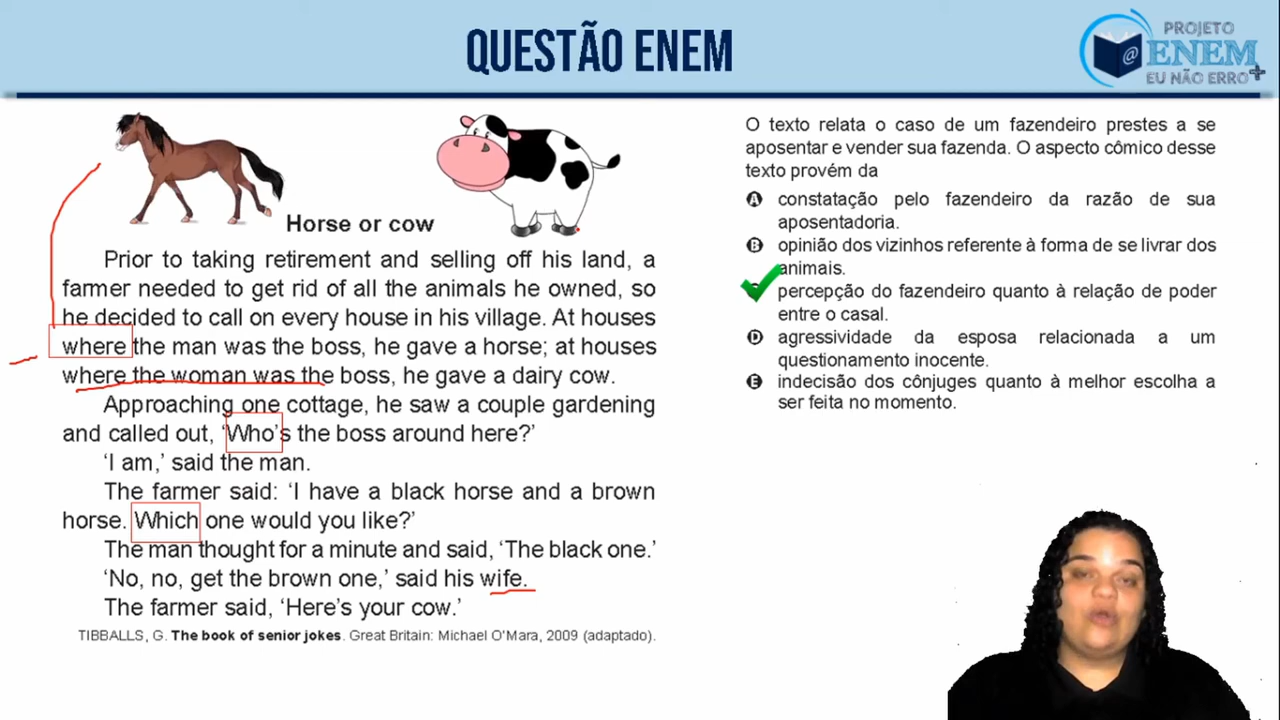 QUESTÃO ENEM
PROJETO
@ENEM+
EU NÃO ERRO
Horse or cow
Prior to taking retirement and selling off his land, a
farmer needed to get rid of all the animals he owned, so
he decided to call on every house in his village. At houses
where the man was the boss, he gave a horse; at houses
where the woman was the boss, he gave a dairy cow.
Approaching one cottage, he saw a couple gardening
and called out, ‘Who’s the boss around here?’
‘I am,’ said the man.
The farmer said: ‘I have a black horse and a brown
horse. Which one would you like?’
The man thought for a minute and said, ‘The black one.’
‘No, no, get the brown one,’ said his wife.
The farmer said, ‘Here’s your cow.’
TIBBALLS, G. The book of senior jokes. Great Britain: Michael O’Mara, 2009 (adaptado).
O texto relata o caso de um fazendeiro prestes a se
aposentar e vender sua fazenda. O aspecto cômico desse
texto provém da
A constatação pelo fazendeiro da razão de sua
aposentadoria.
B opinião dos vizinhos referente à forma de se livrar dos
animais.
percepção do fazendeiro quanto à relação de poder
entre o casal.
D agressividade da esposa relacionada a um
questionamento inocente.
E indecisão dos cônjuges quanto à melhor escolha a
ser feita no momento.